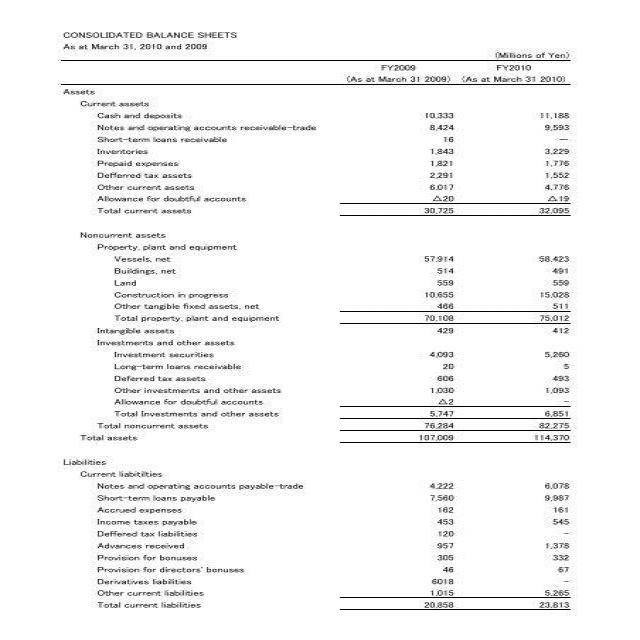 CONSOLIDATED BALANCE SHEETS
As at March 31, 2010 and 2009
(Millions of Yen)
FY2009 FY2010
(As at March 31 2009) (As at March 31 2010)
Assets
Current assets
Cash and deposits 10,333 11,188
Notes and operating accounts receivable-trade 8,424 9,593
Short-term loans receivable 16 —
Inventories 1,843 3,229
Prepaid expenses 1,821 1,776
Defferred tax assets 2,291 1,552
Other current assets 6,017 4,776
Allowance for doubtful accounts △20 △19
Total current assets 30,725 32,095
Noncurrent assets
Property, plant and equipment
Vessels, net 57,914 58,423
Buildings, net 514 491
Land 559 559
Construction in progress 10,655 15,028
Other tangible fixed assets, net 466 511
Total property, plant and equipment 70,108 75,012
Intangible assets 429 412
Investments and other assets
Investment securities 4,093 5,260
Long-term loans receivable 20 5
Deferred tax assets 606 493
Other investments and other assets 1,030 1,093
Allowance for doubtful accounts △2 –
Total Investments and other assets 5,747 6,851
Total noncurrent assets 76,284 82,275
Total assets 107,009 114,370
Liabilities
Current liabitilties
Notes and operating accounts payable-trade 4,222 6,078
Short-term loans payable 7,560 9,987
Accrued expenses 162 161
Income taxes payable 453 545
Deffered tax liabilities 120 –
Advances received 957 1,378
Provision for bonuses 305 332
Provision for directors' bonuses 46 67
Derivatives liabilities 6018 –
Other current liabilities 1,015 5,265
Total current liabilities 20,858 23,813